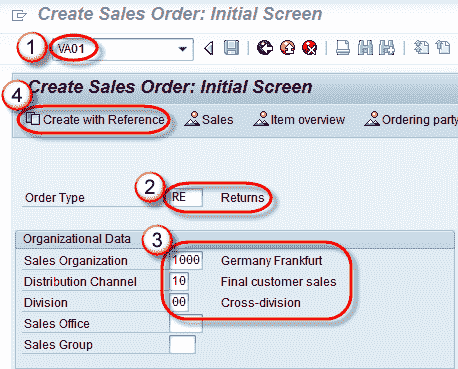 Create Sales Order: Initial Screen
1 VA01
Create Sales Order: Initial Screen
4
Create with Reference Sales Item overview Ordering party
2
Order Type RE Returns
Organizational Data 3
Sales Organization 1000 Germany Frankfurt
Distribution Channel 10 Final customer sales
Division 00 Cross-division
Sales Office
Sales Group